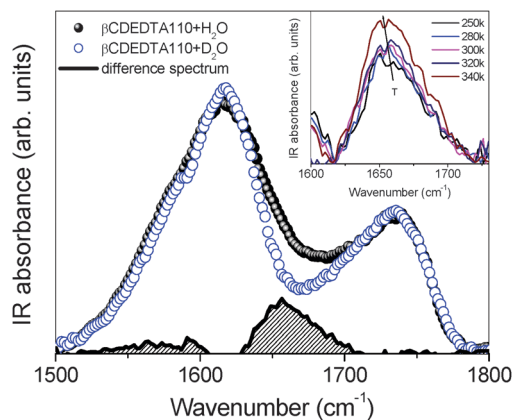 βCDEDTA110+H₂O
βCDEDTA110+D₂O
difference spectrum
IR absorbance (arb. units)
1500 1600 1700 1800
Wavenumber (cm⁻¹)
IR absorbance (arb. units)
250k
280k
300k
320k
340k
T
1600 1650 1700
Wavenumber (cm⁻¹)